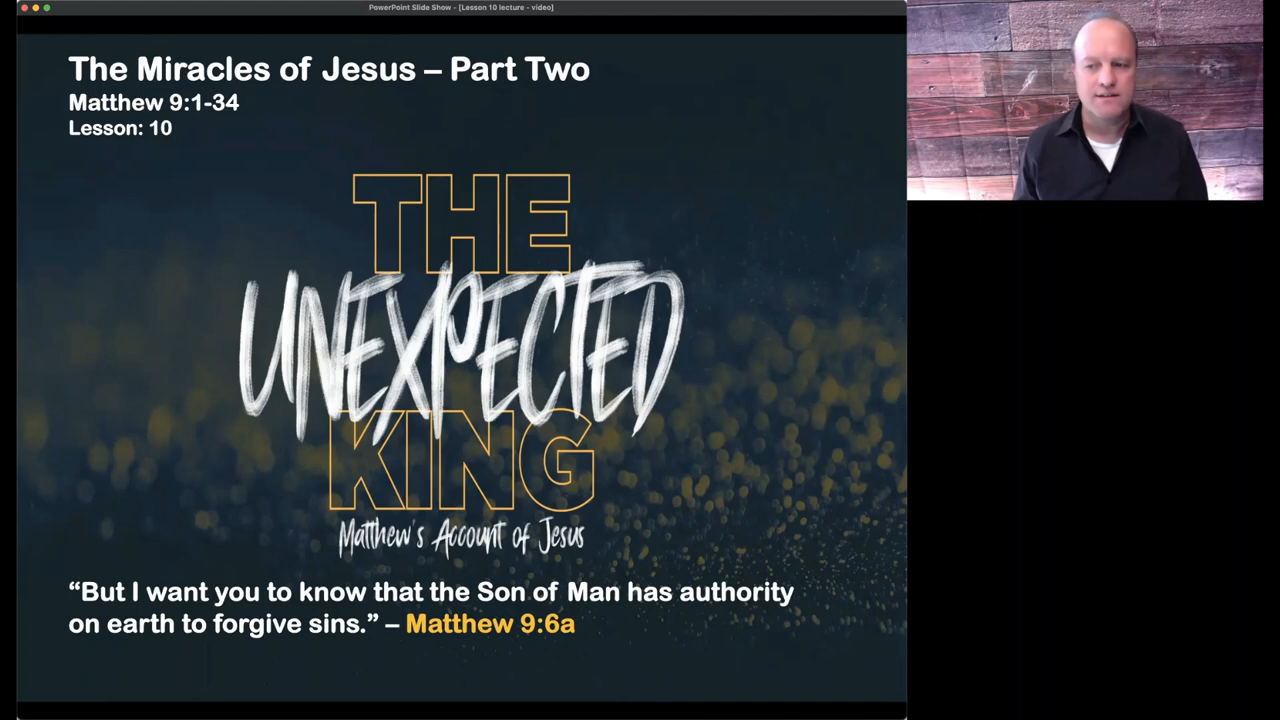 PowerPoint Slide Show - [Lesson 10 lecture - video]
The Miracles of Jesus – Part Two
Matthew 9:1-34
Lesson: 10
THE
UNEXPECTED
KING
Matthew's Account of Jesus
“But I want you to know that the Son of Man has authority
on earth to forgive sins.” – Matthew 9:6a